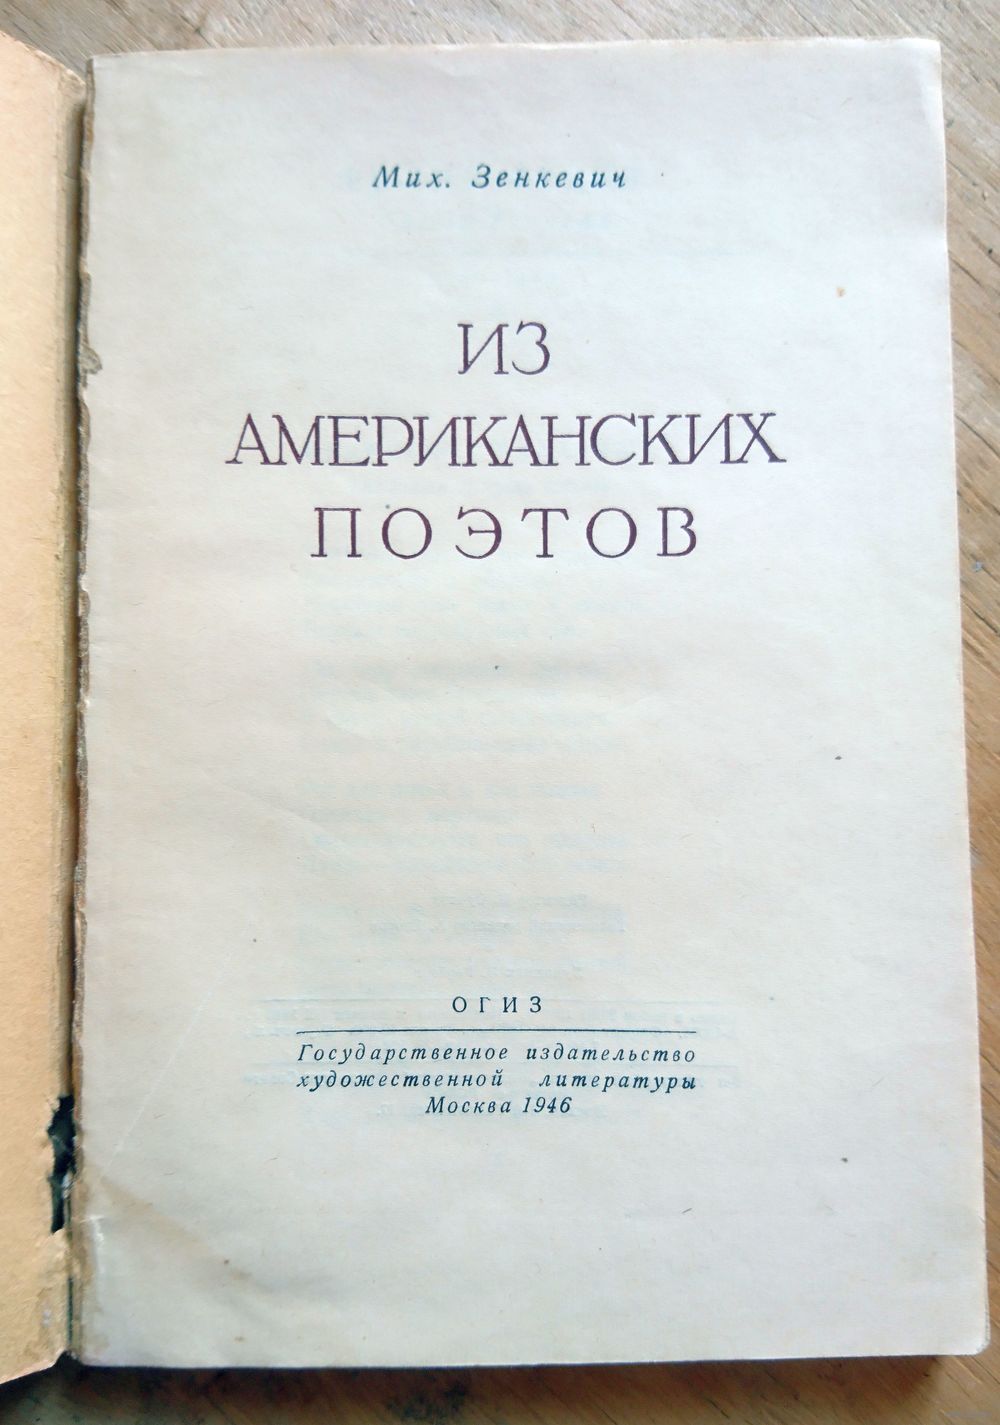 Мих. Зенкевич
ИЗ
АМЕРИКАНСКИХ
ПОЭТОВ
ОГИЗ
Государственное издательство
художественной литературы
Москва 1946